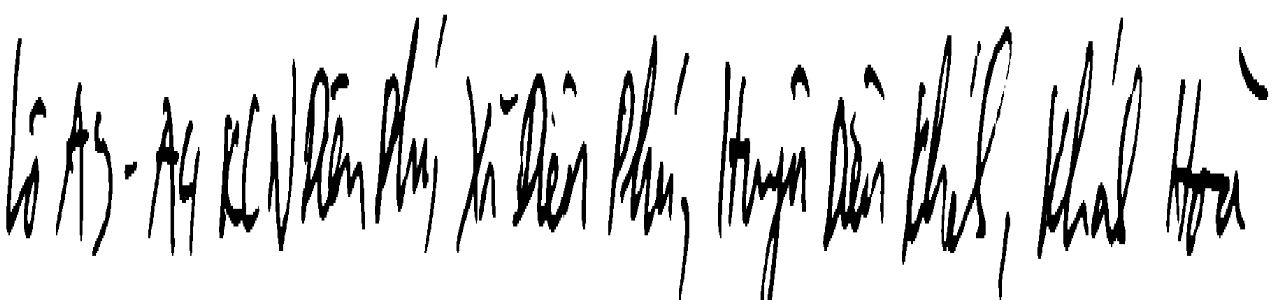 Lô A3-A4 KCN Diên Phú, Xã Diên Phú, Huyện Diên Khánh, Khánh Hoà